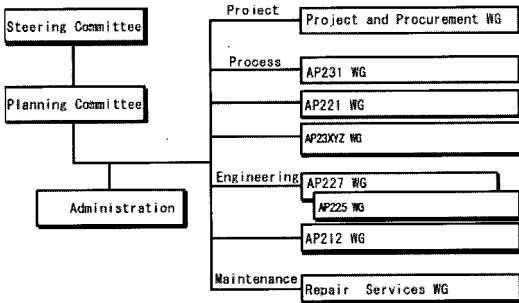 Steering Committee
Planning Committee
Administration
Project
Project and Procurement WG
Process
AP231 WG
AP221 WG
AP23XYZ WG
Engineering
AP227 WG
AP225 WG
AP212 WG
Maintenance
Repair Services WG